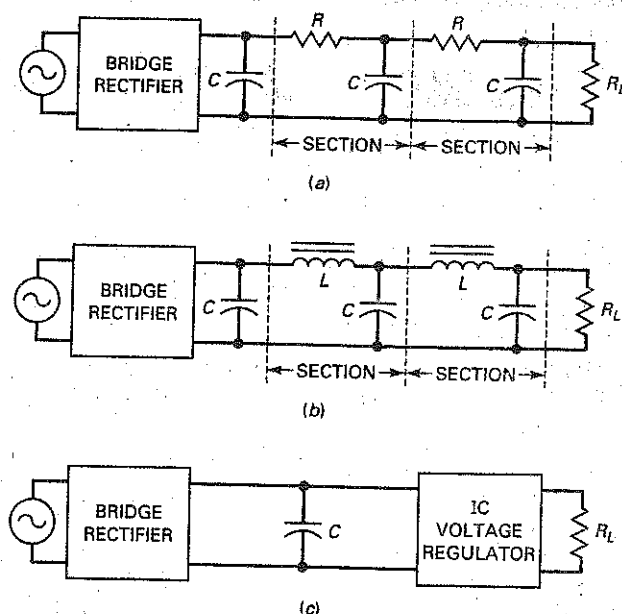 R R
BRIDGE
RECTIFIER
C C C R_L
SECTION SECTION
(a)
L L
BRIDGE
RECTIFIER
C C C R_L
SECTION SECTION
(b)
BRIDGE
RECTIFIER
C
IC
VOLTAGE
REGULATOR
R_L
(c)